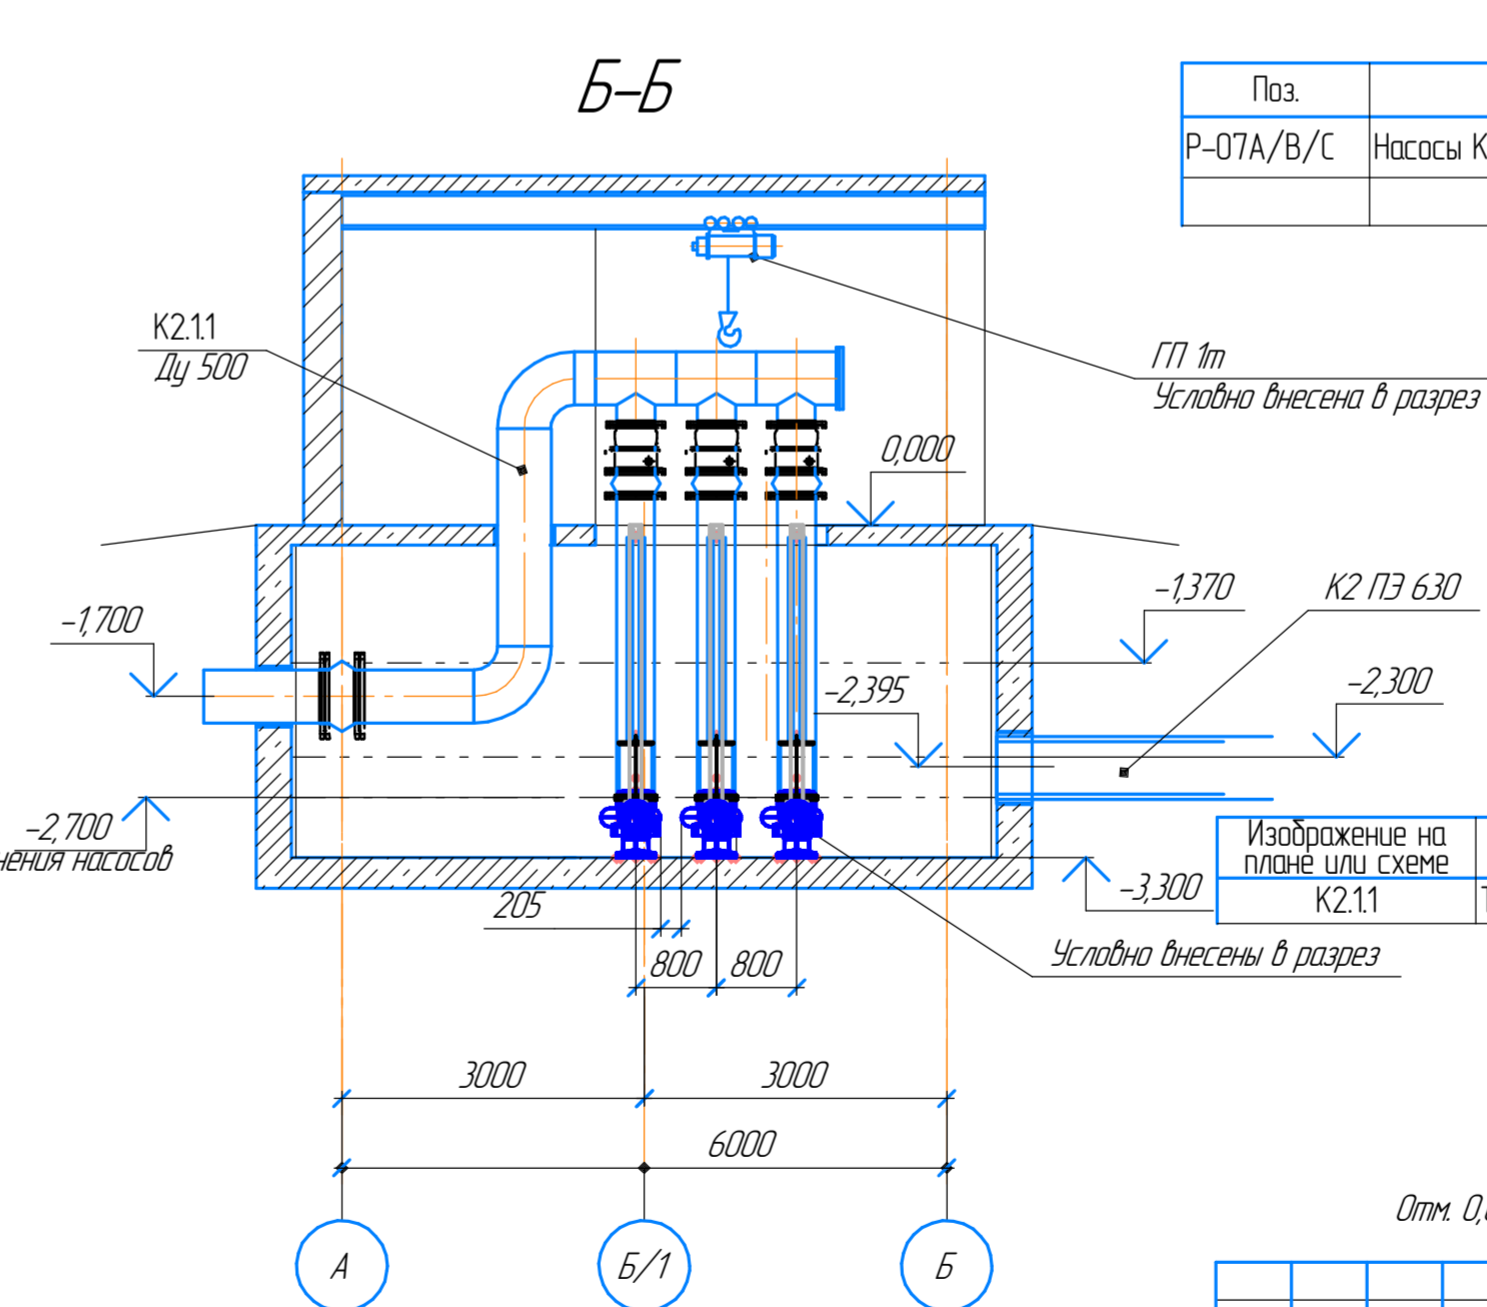 Б-Б
Поз.
Р-07А/В/С
Насосы К
К2.1.1
Ду 500
ГП 1т
Условно внесена в разрез
0,000
-1,700
-1,370
К2 ПЭ 630
-2,395
-2,300
-2,700
нения насосов
Изображение на
плане или схеме
К2.1.1
-3,300
205
Условно внесены в разрез
800
800
3000
3000
6000
А
Б/1
Б
Отм.